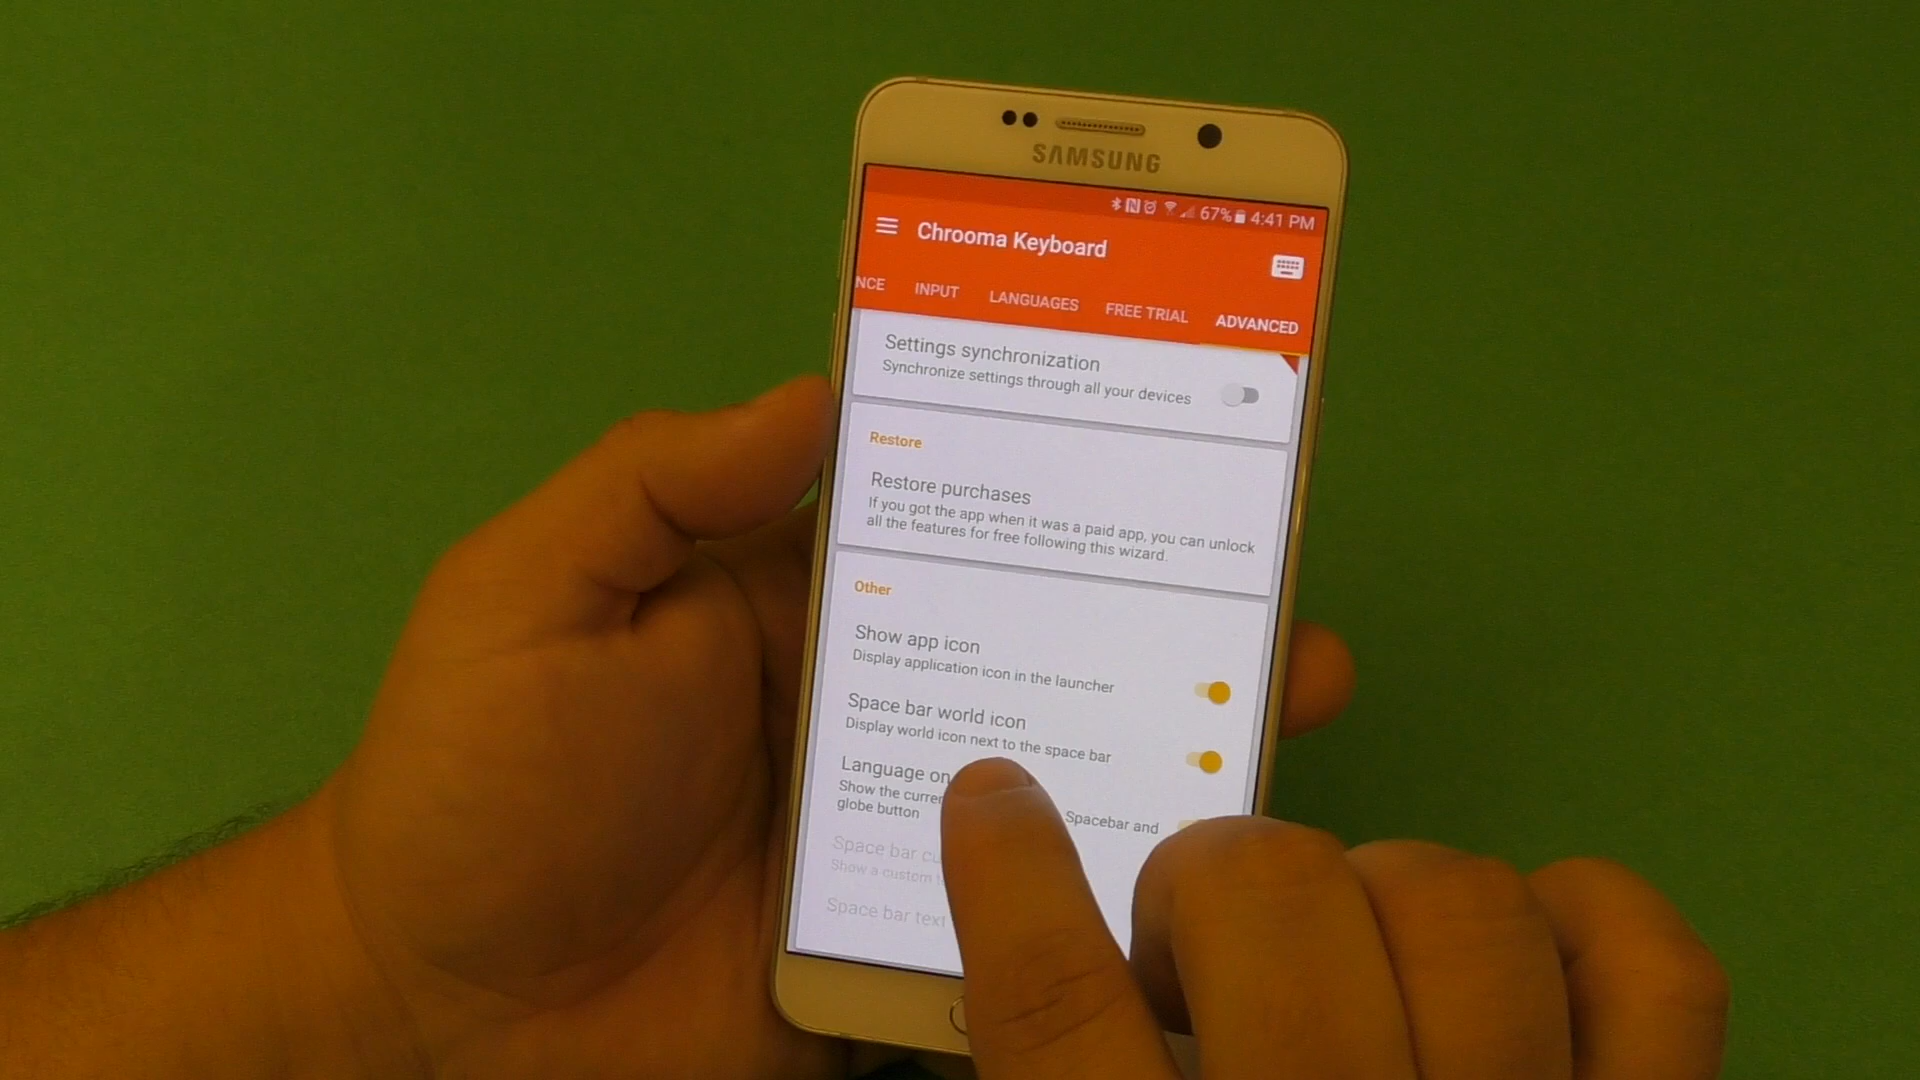 SAMSUNG
67% 4:41 PM
Chrooma Keyboard
NCE INPUT LANGUAGES FREE TRIAL ADVANCED
Settings synchronization
Synchronize settings through all your devices
Restore
Restore purchases
If you got the app when it was a paid app, you can unlock
all the features for free following this wizard.
Other
Show app icon
Display application icon in the launcher
Space bar world icon
Display world icon next to the space bar
Language on
Show the Spacebar and
globe button
Space bar
Show a custom
Space bar text